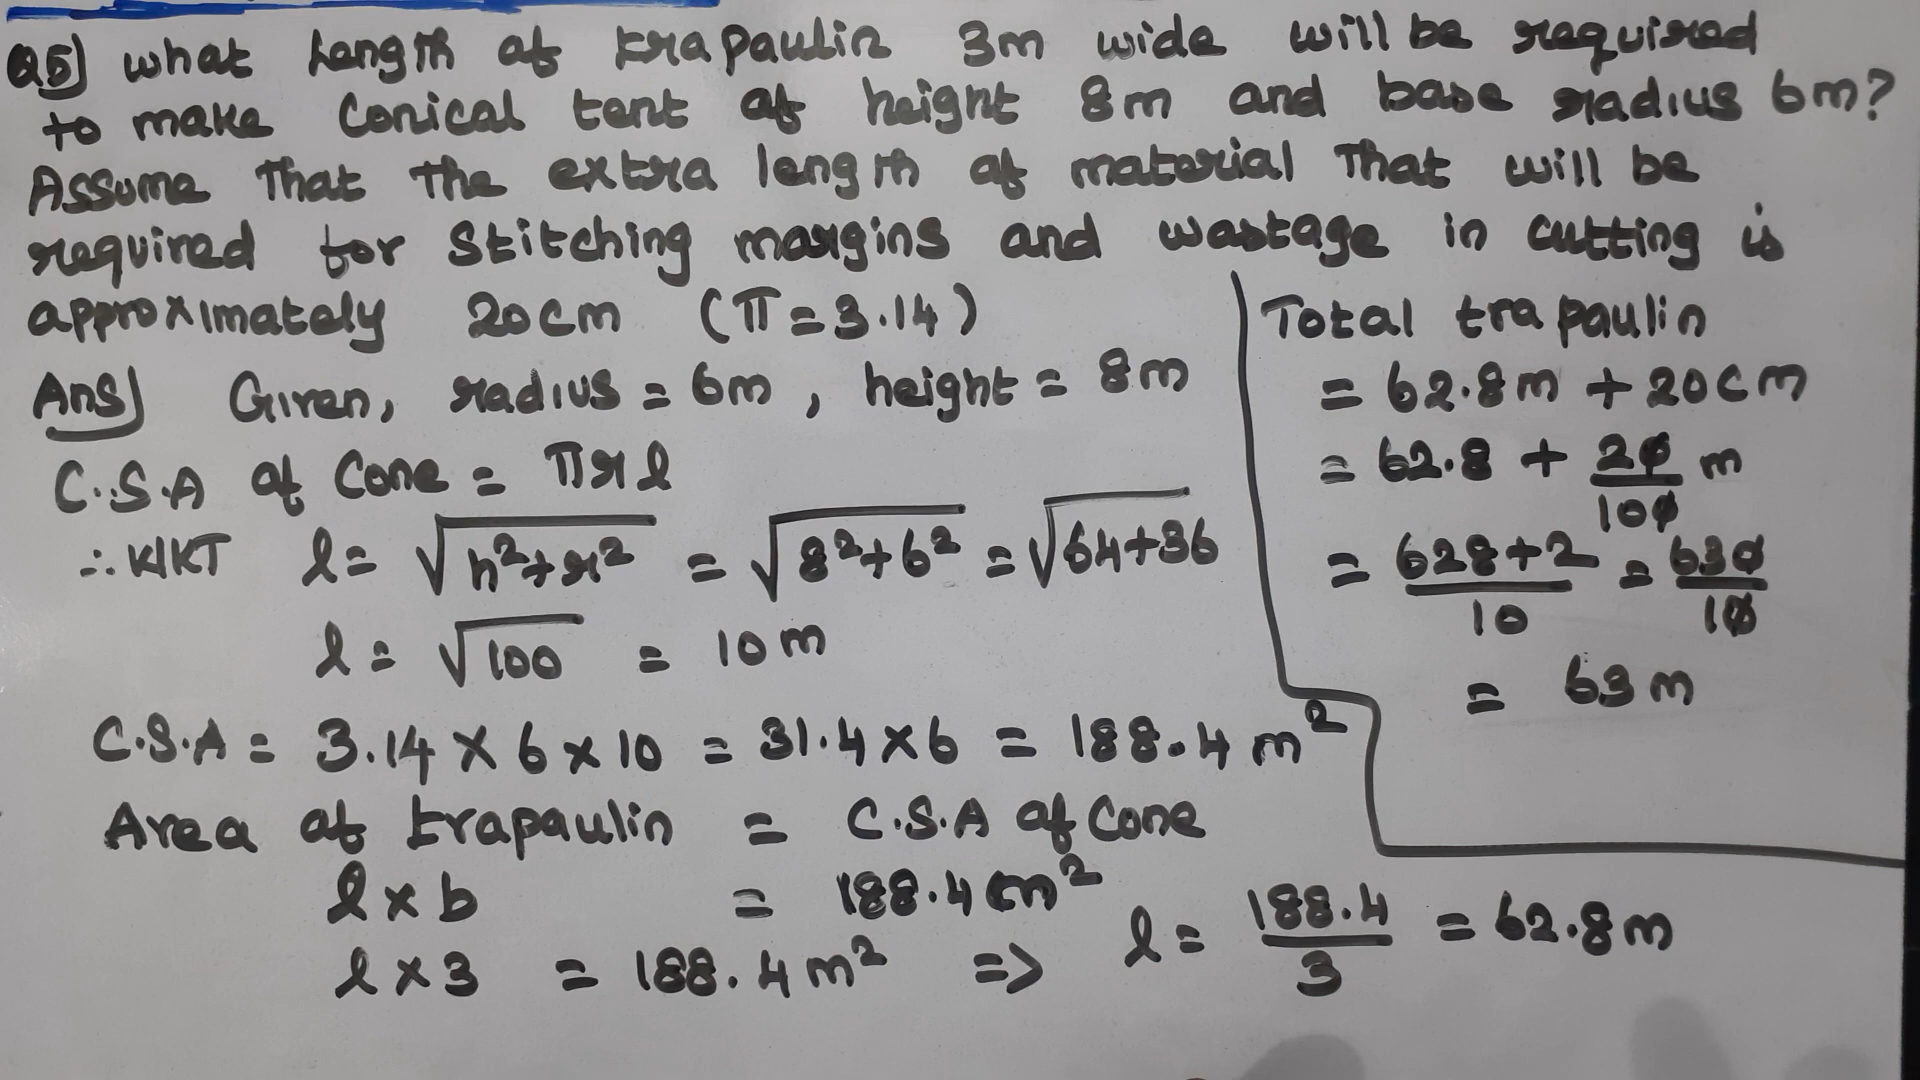 Q5) what length of trapaulin 3m wide will be required
to make Conical tent of height 8m and base radius 6m?
Assume That the extra length of material That will be
required for Stitching margins and wastage in cutting is
approximately 20cm (π=3.14)
Ans) Given, radius = 6m, height = 8m
C.S.A of Cone = πrl
∴ WKT l= √h²+r² = √8²+6² = √64+36
l= √100 = 10m
C.S.A = 3.14 × 6 × 10 = 31.4×6 = 188.4 m²
Area of trapaulin = C.S.A of Cone
l×b = 188.4 m²
l×3 = 188.4 m² => l= 188.4/3 = 62.8m
Total trapaulin
= 62.8m + 20cm
= 62.8 + 20/100 m
= 628+2/10 = 630/10
= 63m